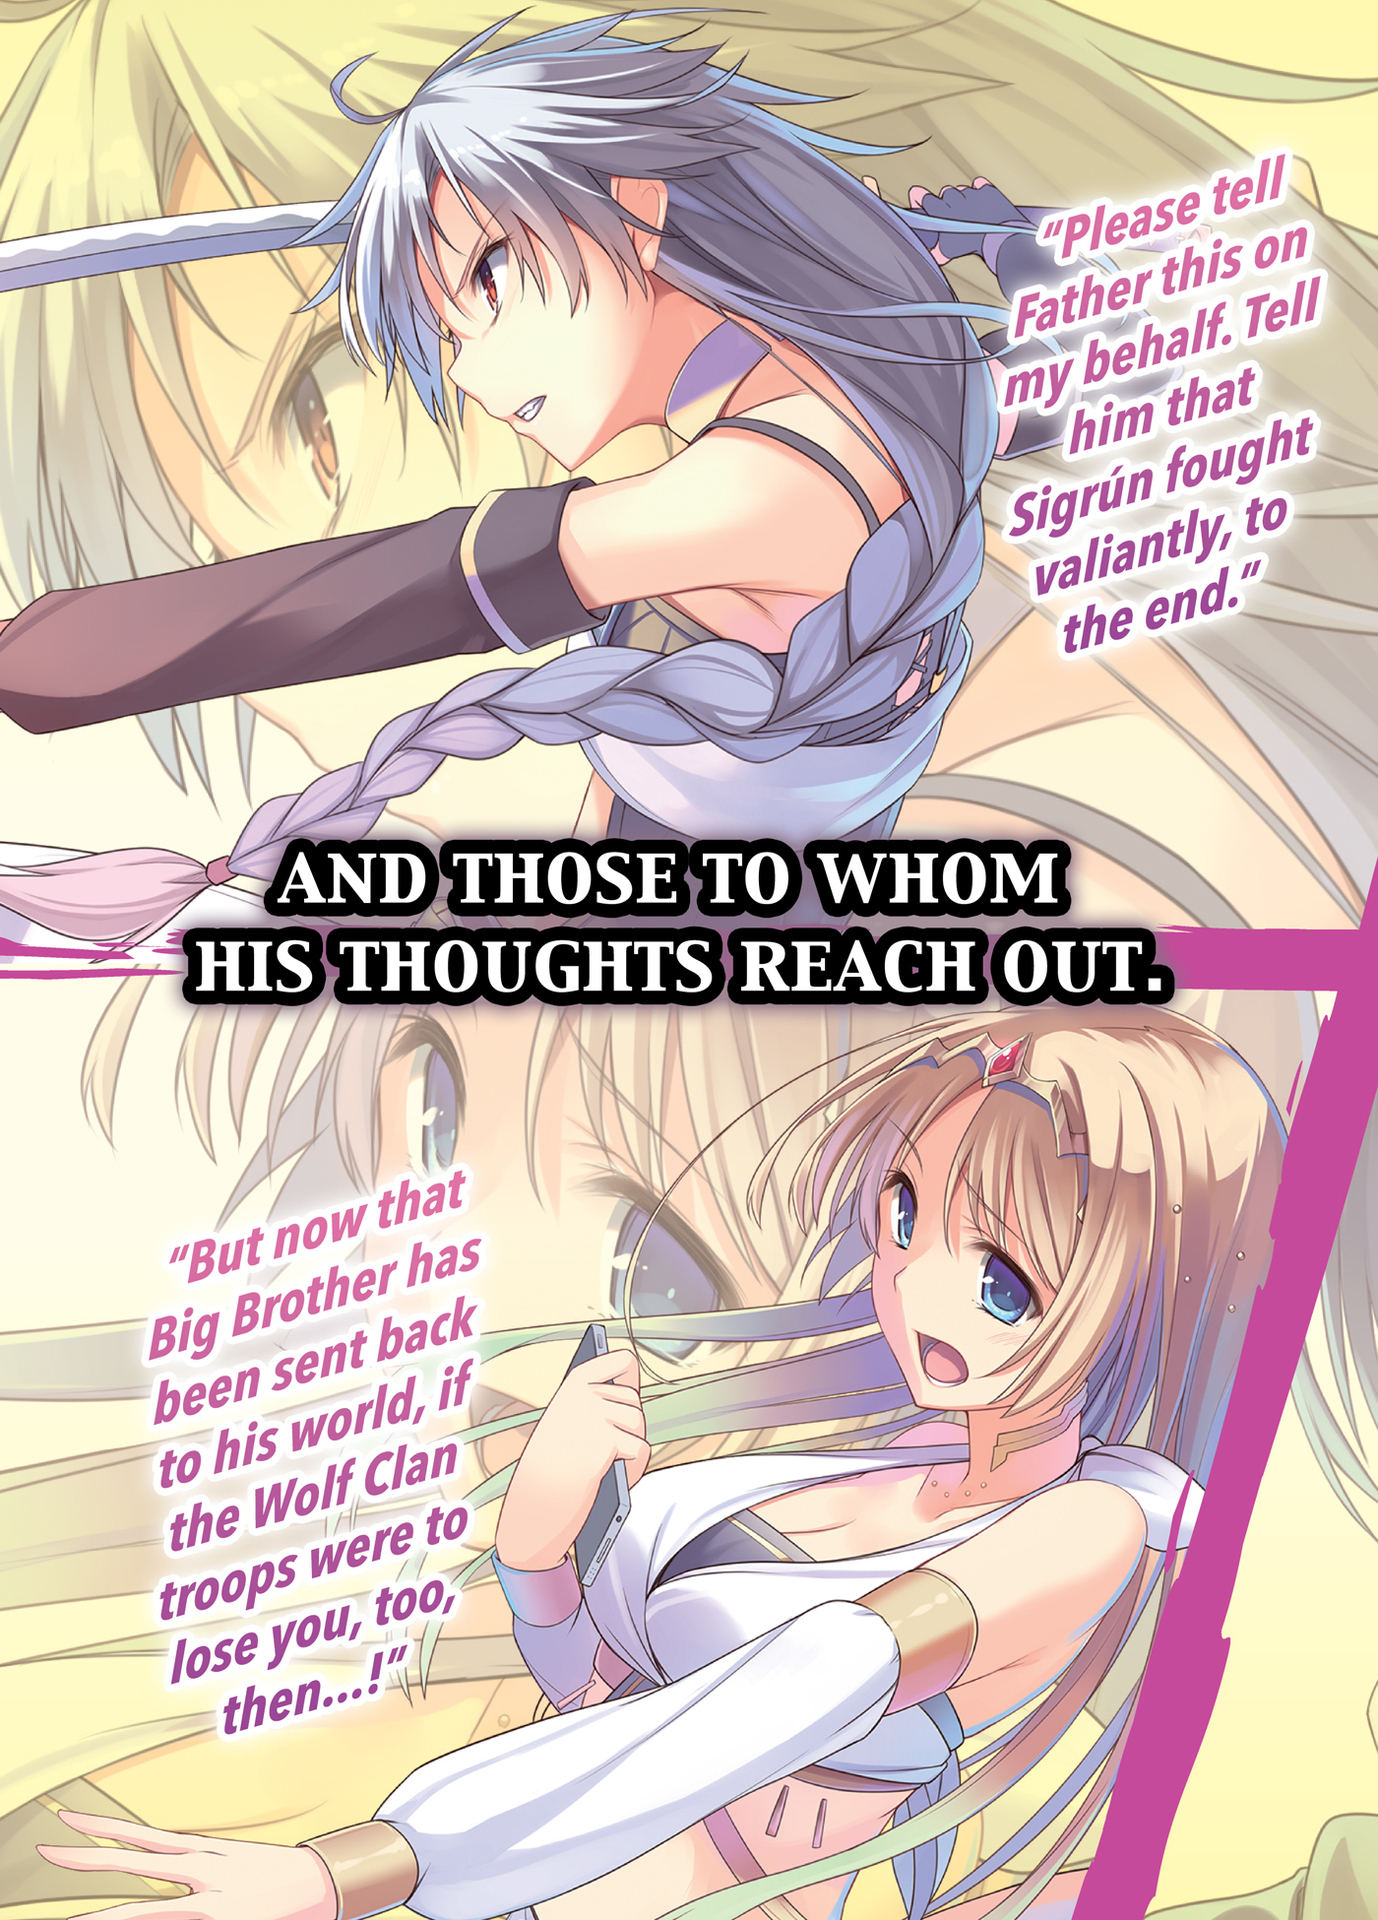 "Please tell
Father this on
my behalf. Tell
him that
Sigrún fought
valiantly, to
the end."
AND THOSE TO WHOM
HIS THOUGHTS REACH OUT.
"But now that
Big Brother has
been sent back
to his world, if
the Wolf Clan
troops were to
lose you, too,
then...!"